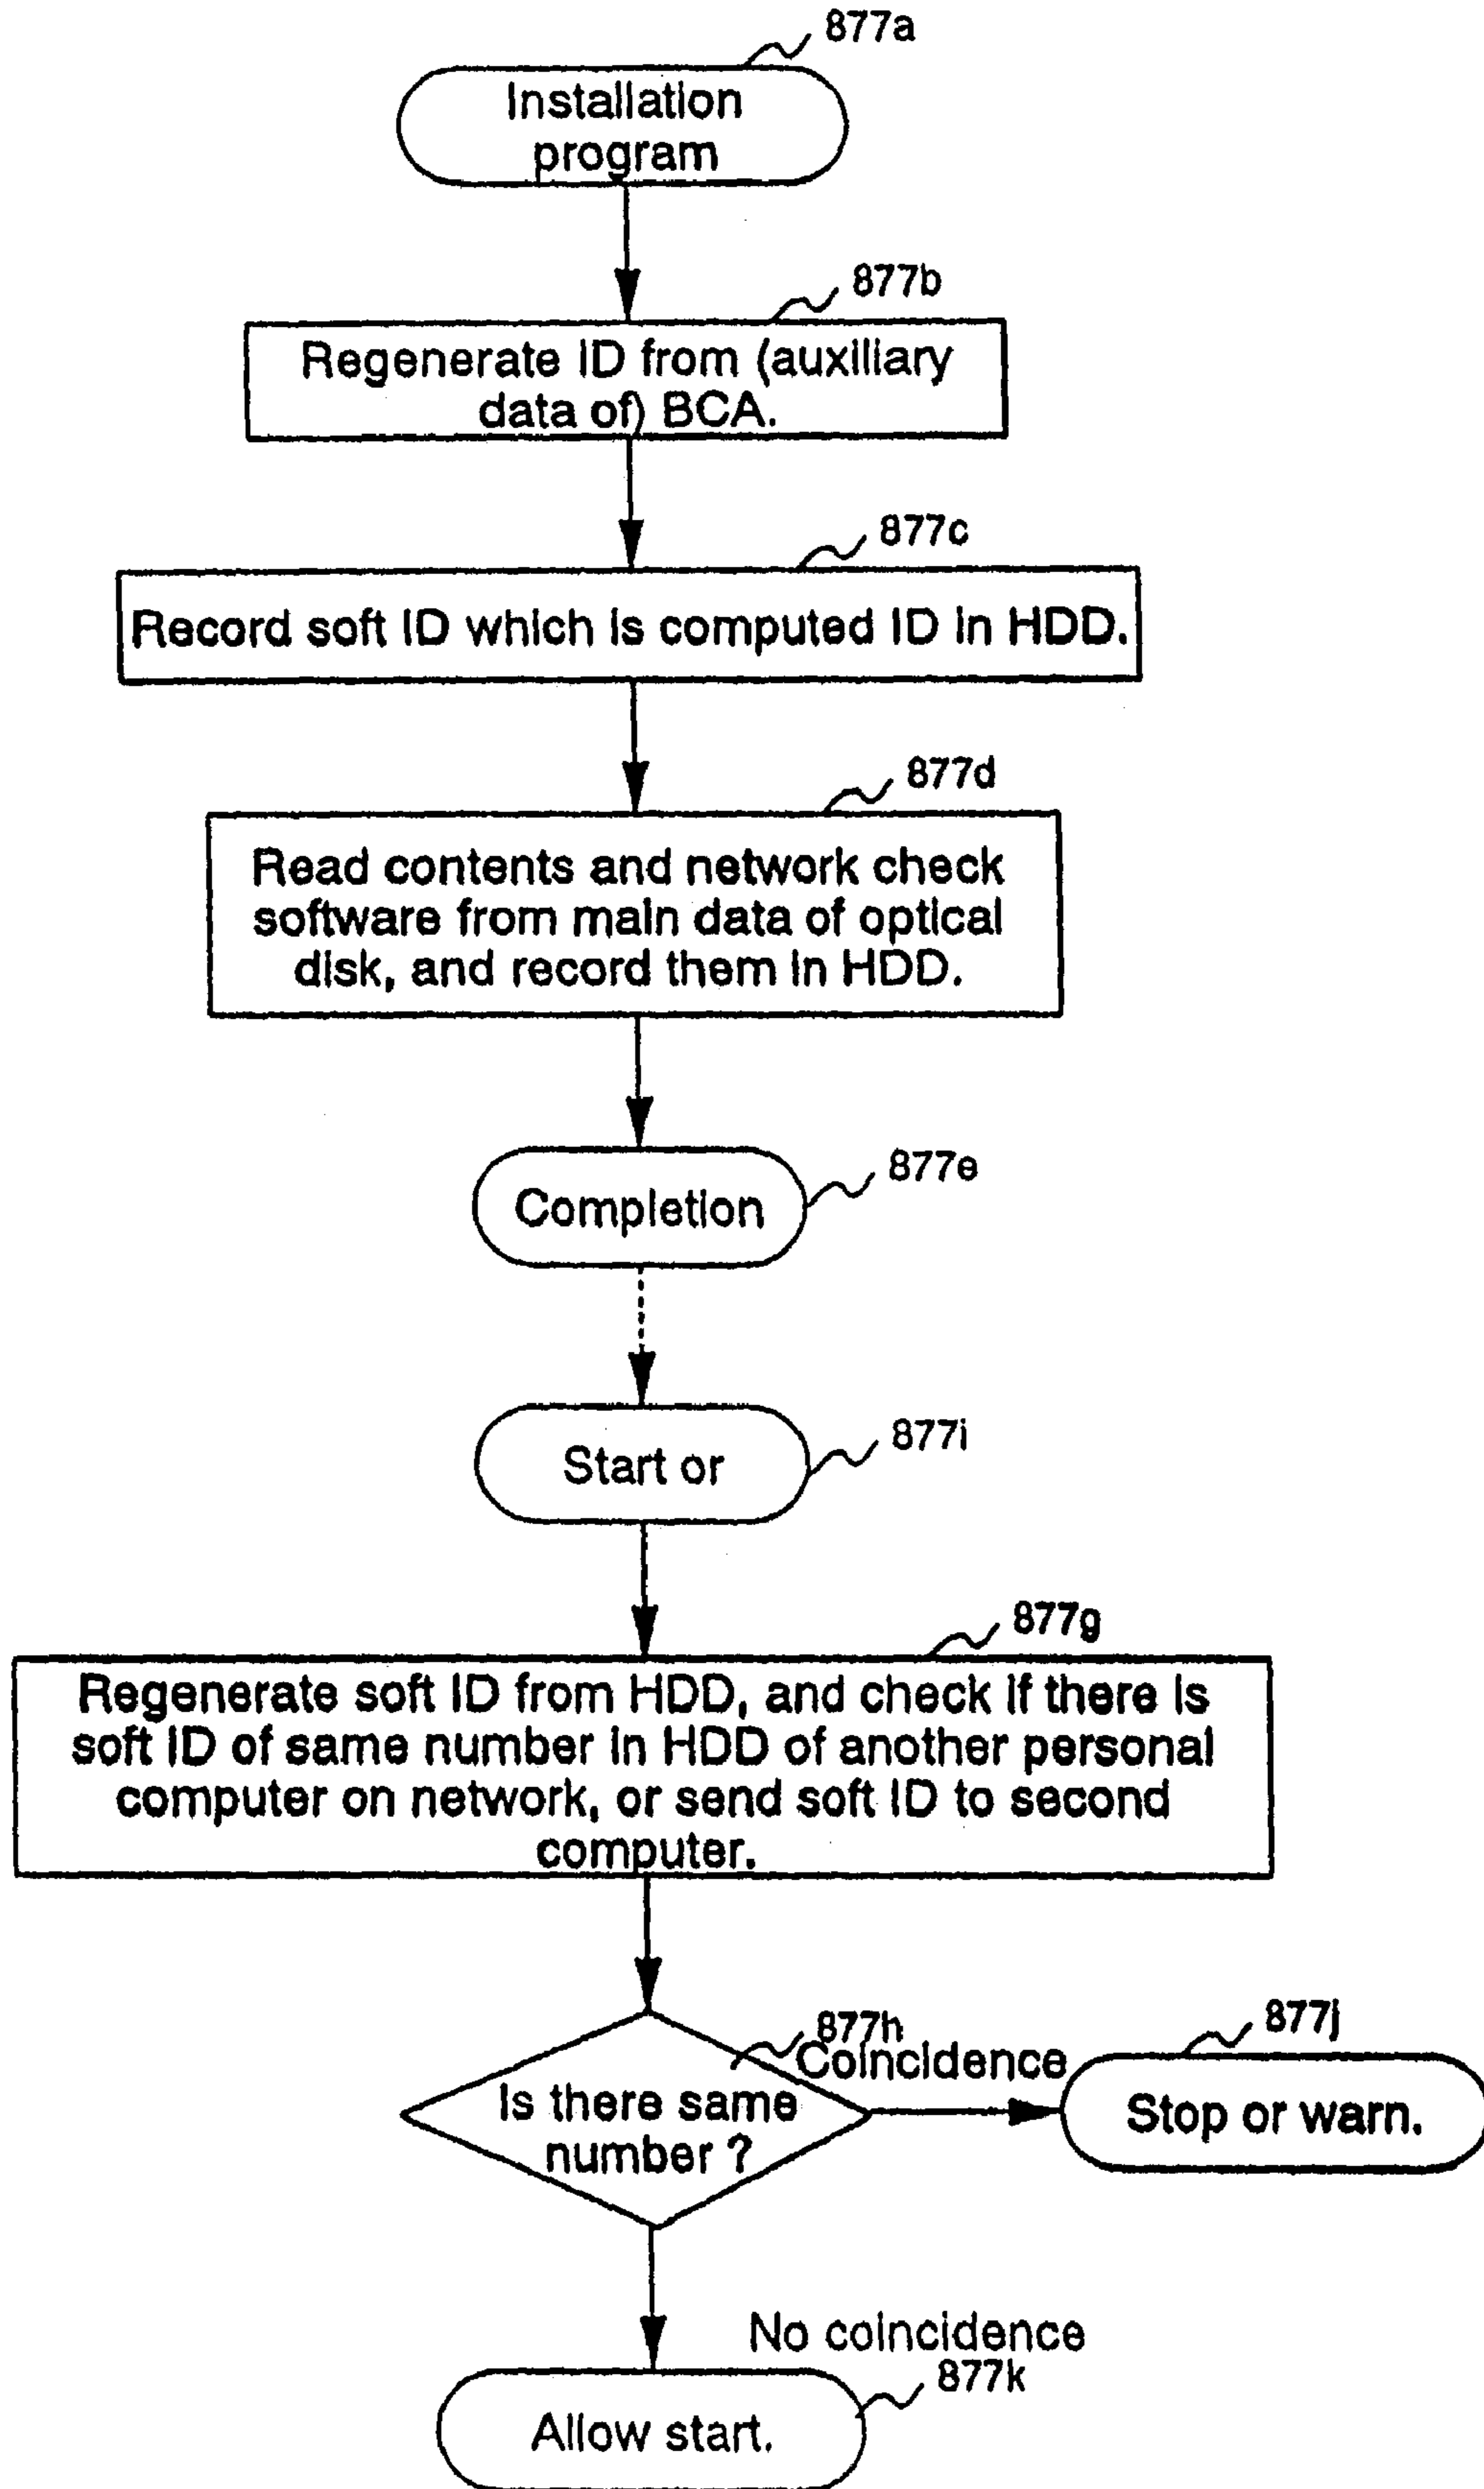 877a
Installation
program
877b
Regenerate ID from (auxiliary
data of) BCA.
877c
Record soft ID which is computed ID in HDD.
877d
Read contents and network check
software from main data of optical
disk, and record them in HDD.
877e
Completion
877i
Start or
877g
Regenerate soft ID from HDD, and check if there is
soft ID of same number in HDD of another personal
computer on network, or send soft ID to second
computer.
877h
Coincidence
Is there same
number ?
877j
Stop or warn.
No coincidence
877k
Allow start.